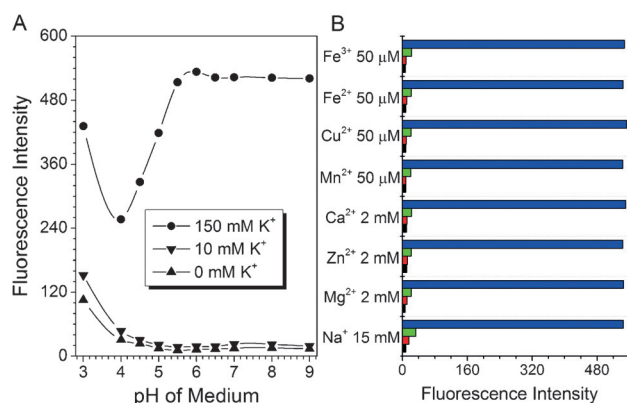 A
Fluorescence Intensity
600
480
360
240
120
0
150 mM K⁺
10 mM K⁺
0 mM K⁺
3 4 5 6 7 8 9
pH of Medium
B
Fe³⁺ 50 μM
Fe²⁺ 50 μM
Cu²⁺ 50 μM
Mn²⁺ 50 μM
Ca²⁺ 2 mM
Zn²⁺ 2 mM
Mg²⁺ 2 mM
Na⁺ 15 mM
0 160 320 480
Fluorescence Intensity